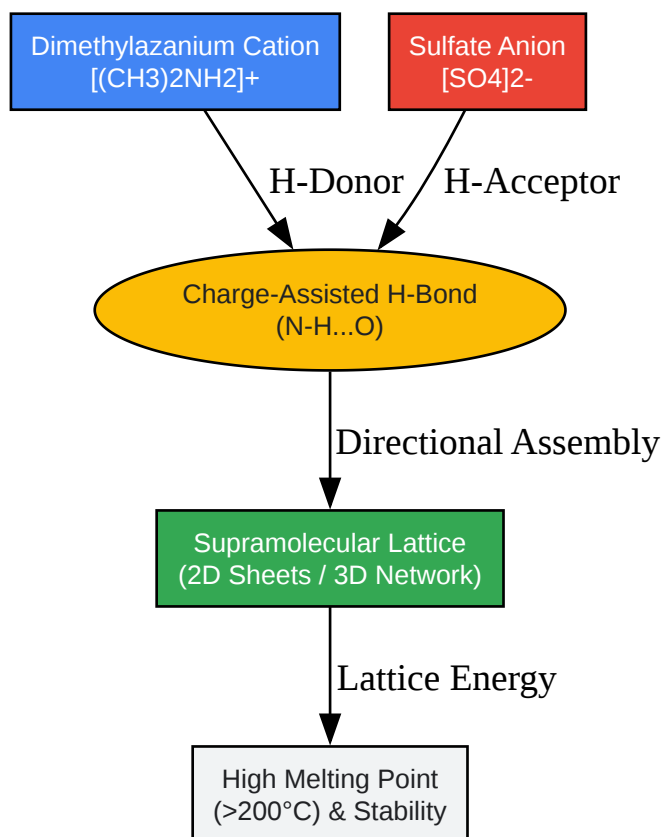 Dimethylazanium Cation
[(CH3)2NH2]+
Sulfate Anion
[SO4]2-
H-Donor
H-Acceptor
Charge-Assisted H-Bond
(N-H...O)
Directional Assembly
Supramolecular Lattice
(2D Sheets / 3D Network)
Lattice Energy
High Melting Point
(>200°C) & Stability